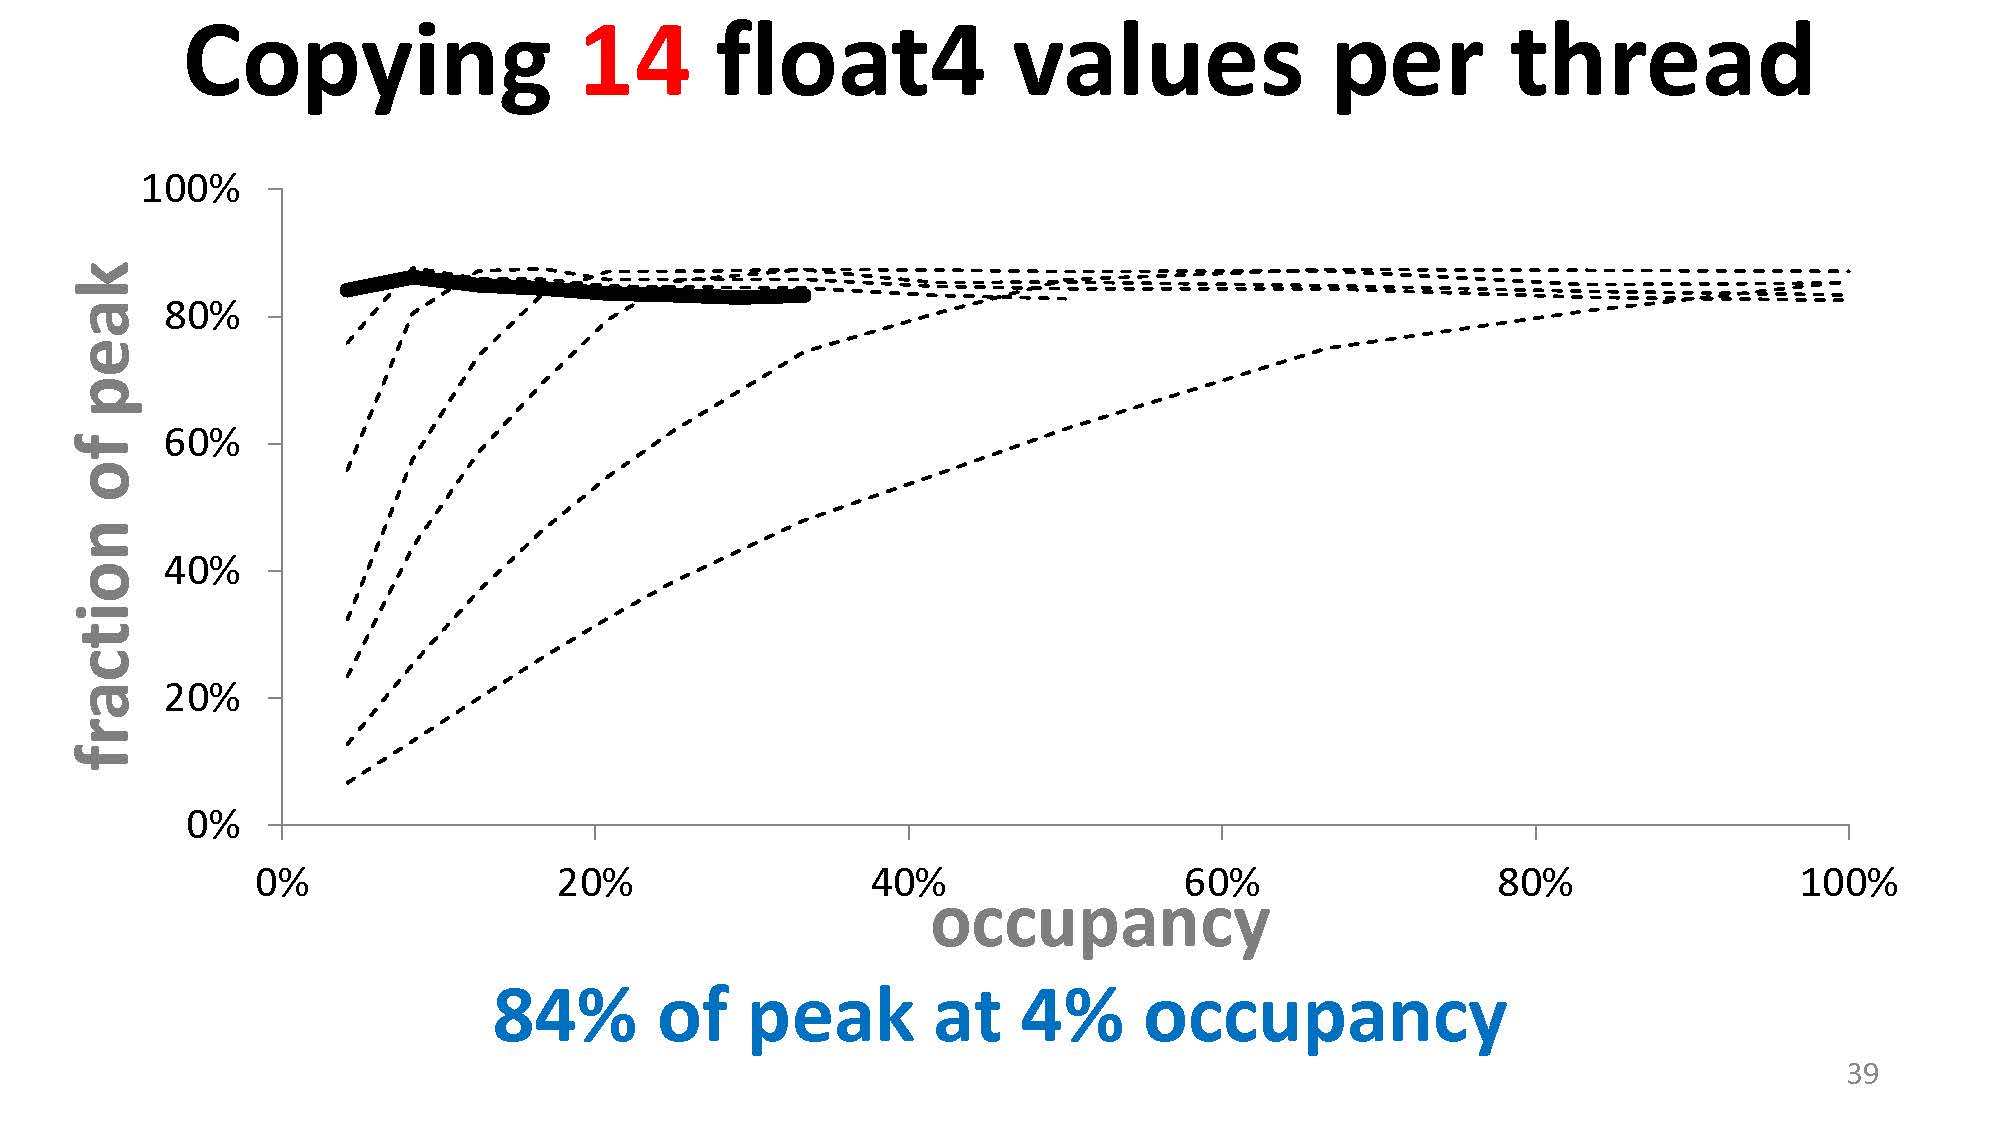 Copying 14 float4 values per thread
100%
80%
60%
40%
20%
0%
fraction of peak
0% 20% 40% 60% 80% 100%
occupancy
84% of peak at 4% occupancy
39